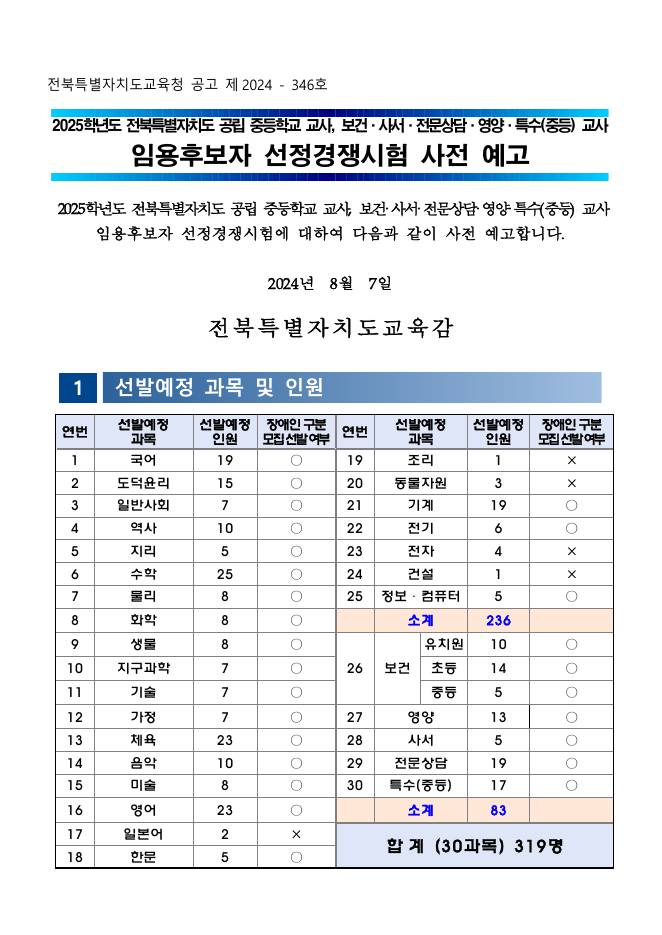 전북특별자치도교육청 공고 제2024 - 346호
2025학년도 전북특별자치도 공립 중등학교 교사, 보건·사서·전문상담·영양·특수(중등) 교사
임용후보자 선정경쟁시험 사전 예고
2025학년도 전북특별자치도 공립 중등학교 교사, 보건·사서·전문상담·영양·특수(중등) 교사
임용후보자 선정경쟁시험에 대하여 다음과 같이 사전 예고합니다.
2024년 8월 7일
전북특별자치도교육감
1 선발예정 과목 및 인원
연번 선발예정 과목 선발예정 인원 장애인 구분 모집 선발 여부 연번 선발예정 과목 선발예정 인원 장애인 구분 모집 선발 여부
1 국어 19 ○ 19 조리 1 ×
2 도덕윤리 15 ○ 20 동물자원 3 ×
3 일반사회 7 ○ 21 기계 19 ○
4 역사 10 ○ 22 전기 6 ○
5 지리 5 ○ 23 전자 4 ×
6 수학 25 ○ 24 건설 1 ×
7 물리 8 ○ 25 정보·컴퓨터 5 ○
8 화학 8 ○ 소계 236
9 생물 8 ○ 26 보건 유치원 10 ○
10 지구과학 7 ○ 초등 14 ○
11 기술 7 ○ 중등 5 ○
12 가정 7 ○ 27 영양 13 ○
13 체육 23 ○ 28 사서 5 ○
14 음악 10 ○ 29 전문상담 19 ○
15 미술 8 ○ 30 특수(중등) 17 ○
16 영어 23 ○ 소계 83
17 일본어 2 × 합 계 (30과목) 319명
18 한문 5 ○